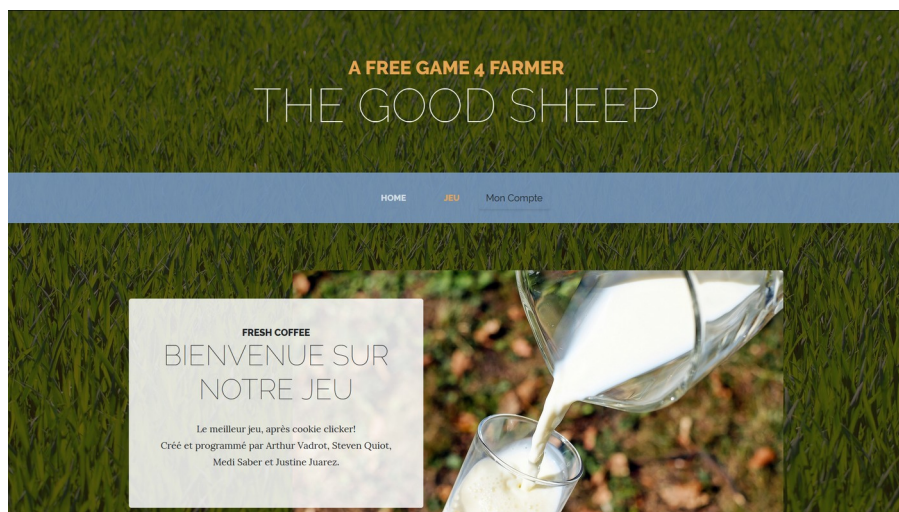 A FREE GAME 4 FARMER
THE GOOD SHEEP
HOME JEU Mon Compte
FRESH COFFEE
BIENVENUE SUR
NOTRE JEU
Le meilleur jeu, après cookie clicker!
Créé et programmé par Arthur Vadrot, Steven Quiot,
Medi Saber et Justine Juarez.